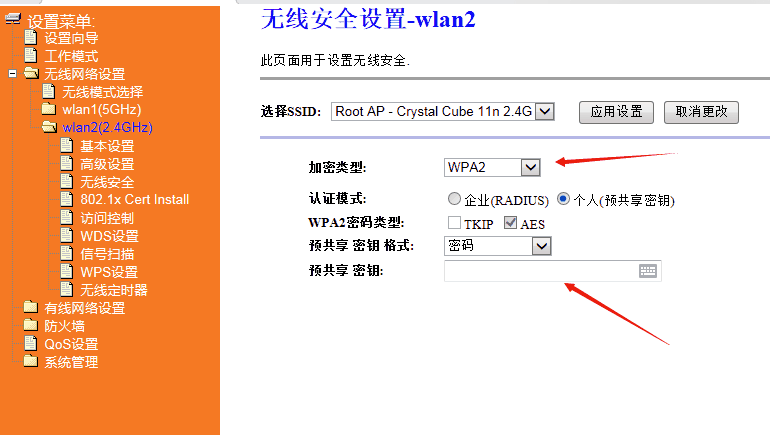 设置菜单:
设置向导
工作模式
无线网络设置
无线模式选择
wlan1(5GHz)
wlan2(2.4GHz)
基本设置
高级设置
无线安全
802.1x Cert Install
访问控制
WDS设置
信号扫描
WPS设置
无线定时器
有线网络设置
防火墙
QoS设置
系统管理
无线安全设置-wlan2
此页面用于设置无线安全.
选择SSID: Root AP - Crystal Cube 11n 2.4G 应用设置 取消更改
加密类型: WPA2
认证模式: 企业(RADIUS) 个人(预共享密钥)
WPA2密码类型: TKIP AES
预共享 密钥 格式: 密码
预共享 密钥: